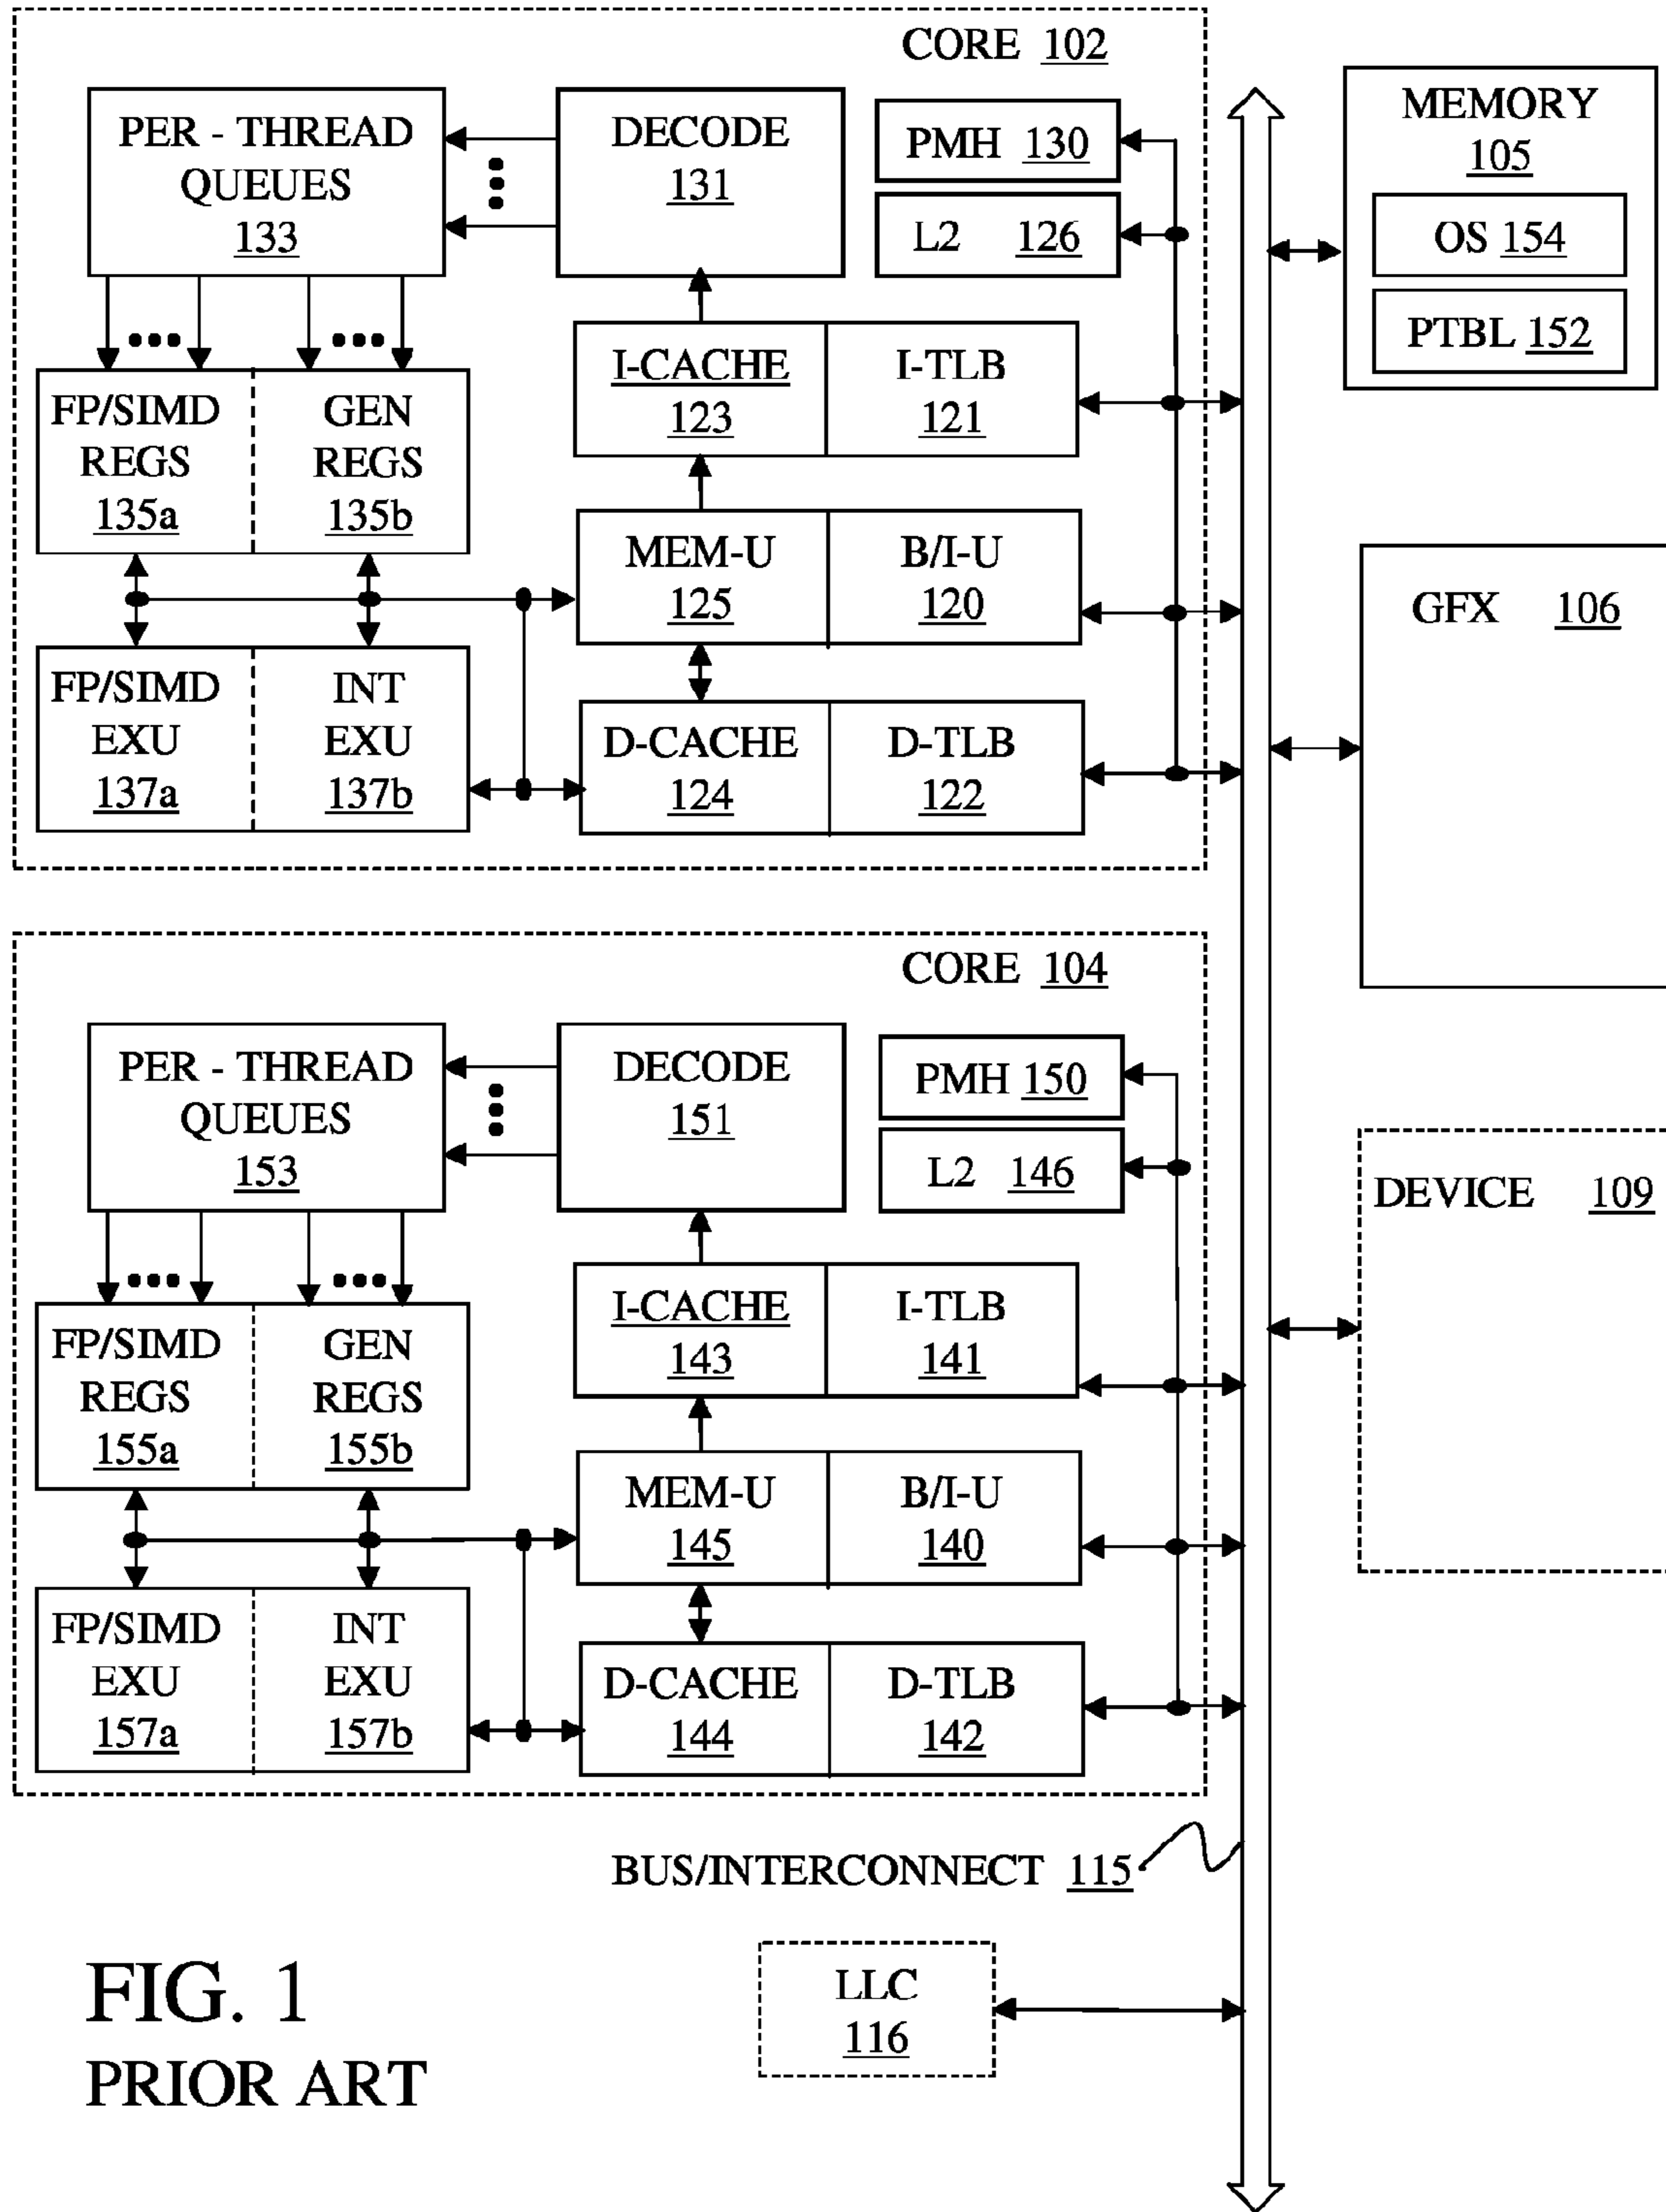 CORE 102
PER - THREAD
QUEUES
133
DECODE
131
PMH 130
L2 126
I-CACHE
123
I-TLB
121
FP/SIMD
REGS
135a
GEN
REGS
135b
MEM-U
125
B/I-U
120
FP/SIMD
EXU
137a
INT
EXU
137b
D-CACHE
124
D-TLB
122
MEMORY
105
OS 154
PTBL 152
GFX 106
CORE 104
PER - THREAD
QUEUES
153
DECODE
151
PMH 150
L2 146
I-CACHE
143
I-TLB
141
FP/SIMD
REGS
155a
GEN
REGS
155b
MEM-U
145
B/I-U
140
FP/SIMD
EXU
157a
INT
EXU
157b
D-CACHE
144
D-TLB
142
DEVICE 109
BUS/INTERCONNECT 115
LLC
116
FIG. 1
PRIOR ART